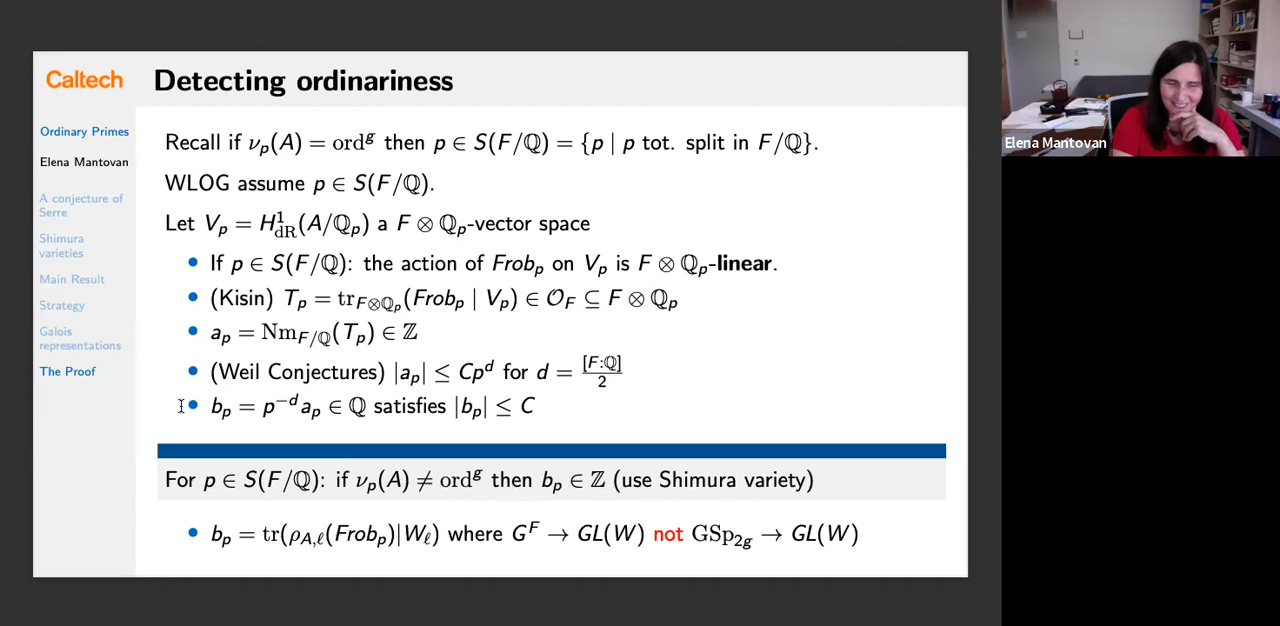 Caltech
Detecting ordinariness
Ordinary Primes
Elena Mantovan
A conjecture of
Serre
Shimura
varieties
Main Result
Strategy
Galois
representations
The Proof
Recall if ν_p(A) = ord^g then p ∈ S(F/ℚ) = {p | p tot. split in F/ℚ}.
WLOG assume p ∈ S(F/ℚ).
Let V_p = H^1_dR(A/ℚ_p) a F ⊗ ℚ_p-vector space
• If p ∈ S(F/ℚ): the action of Frob_p on V_p is F ⊗ ℚ_p-linear.
• (Kisin) T_p = tr_{F⊗ℚ_p}(Frob_p | V_p) ∈ 𝒪_F ⊆ F ⊗ ℚ_p
• a_p = Nm_{F/ℚ}(T_p) ∈ ℤ
• (Weil Conjectures) |a_p| ≤ Cp^d for d = [F:ℚ]/2
• b_p = p^{-d} a_p ∈ ℚ satisfies |b_p| ≤ C
For p ∈ S(F/ℚ): if ν_p(A) ≠ ord^g then b_p ∈ ℤ (use Shimura variety)
• b_p = tr(ρ_{A,ℓ}(Frob_p)|W_ℓ) where G^F → GL(W) not GSp_{2g} → GL(W)
Elena Mantovan